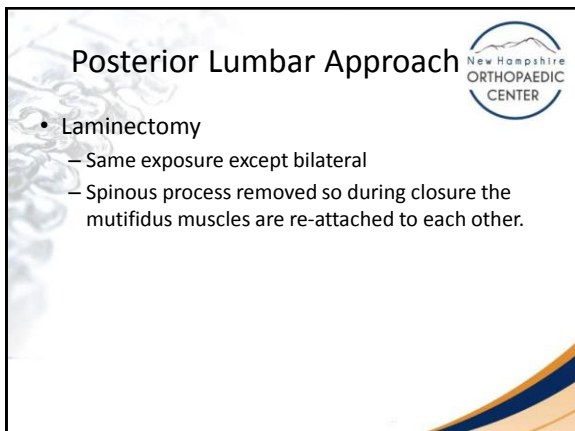 Posterior Lumbar Approach
New Hampshire
ORTHOPAEDIC
CENTER
• Laminectomy
– Same exposure except bilateral
– Spinous process removed so during closure the
mutifidus muscles are re-attached to each other.